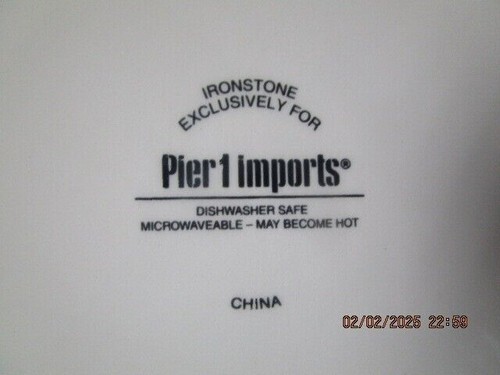 IRONSTONE
EXCLUSIVELY FOR
Pier 1 imports®
DISHWASHER SAFE
MICROWAVEABLE – MAY BECOME HOT
CHINA
02/02/2025 22:59